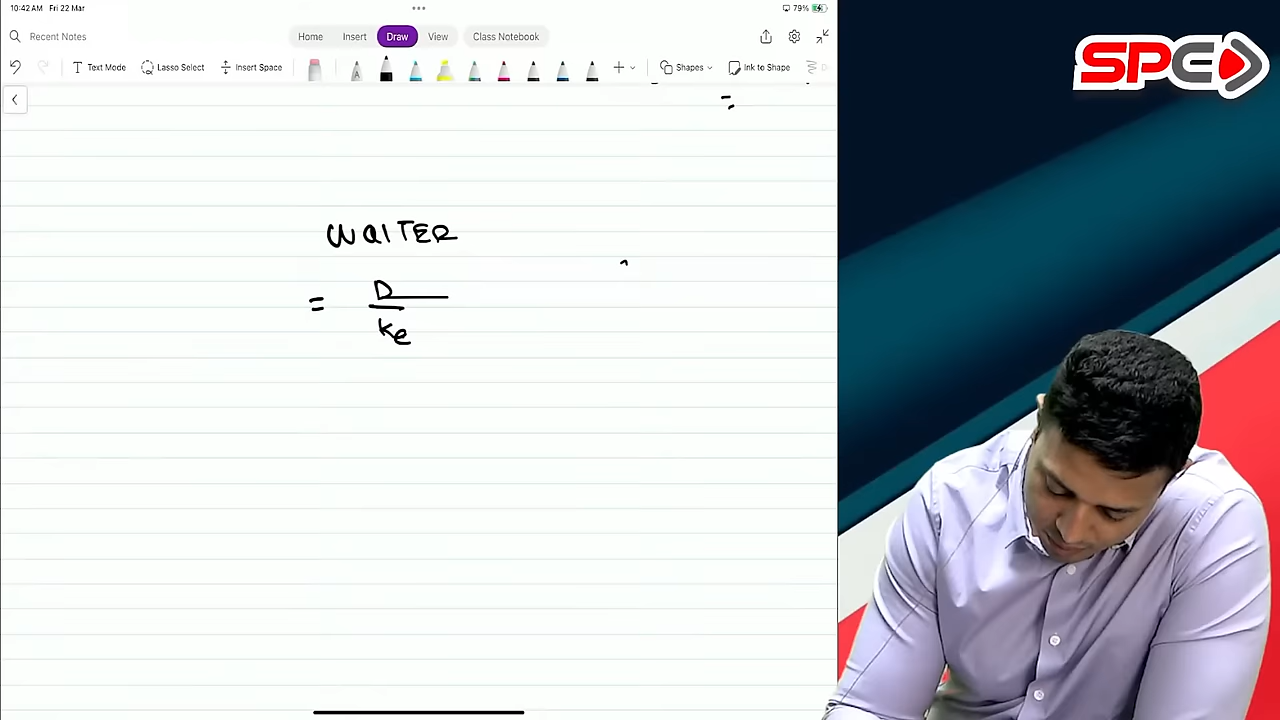 10:42 AM Fri 22 Mar
79%
Recent Notes
Home Insert Draw View Class Notebook
Text Mode Lasso Select Insert Space Shapes Ink to Shape
SPE
WALTER
= D
Ke